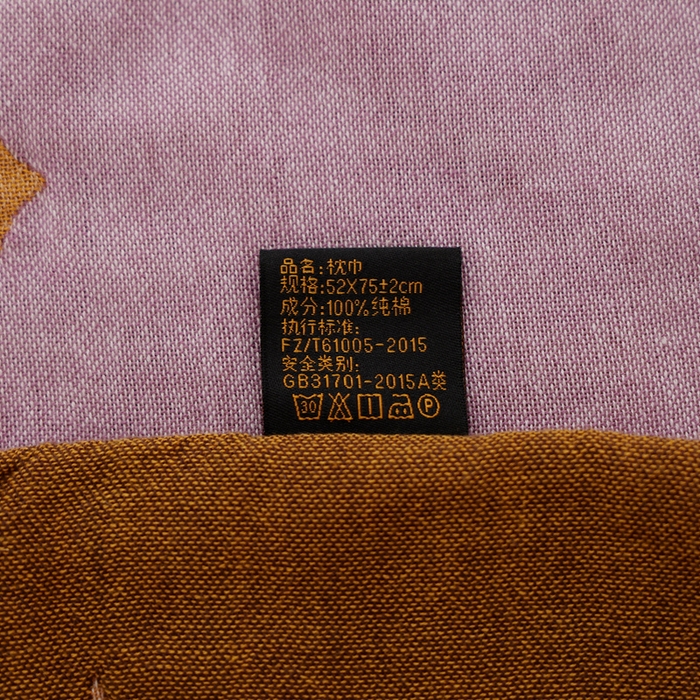 品名:枕巾
规格:52X75±2cm
成分:100%纯棉
执行标准:
FZ/T61005-2015
安全类别:
GB31701-2015A类
30 P